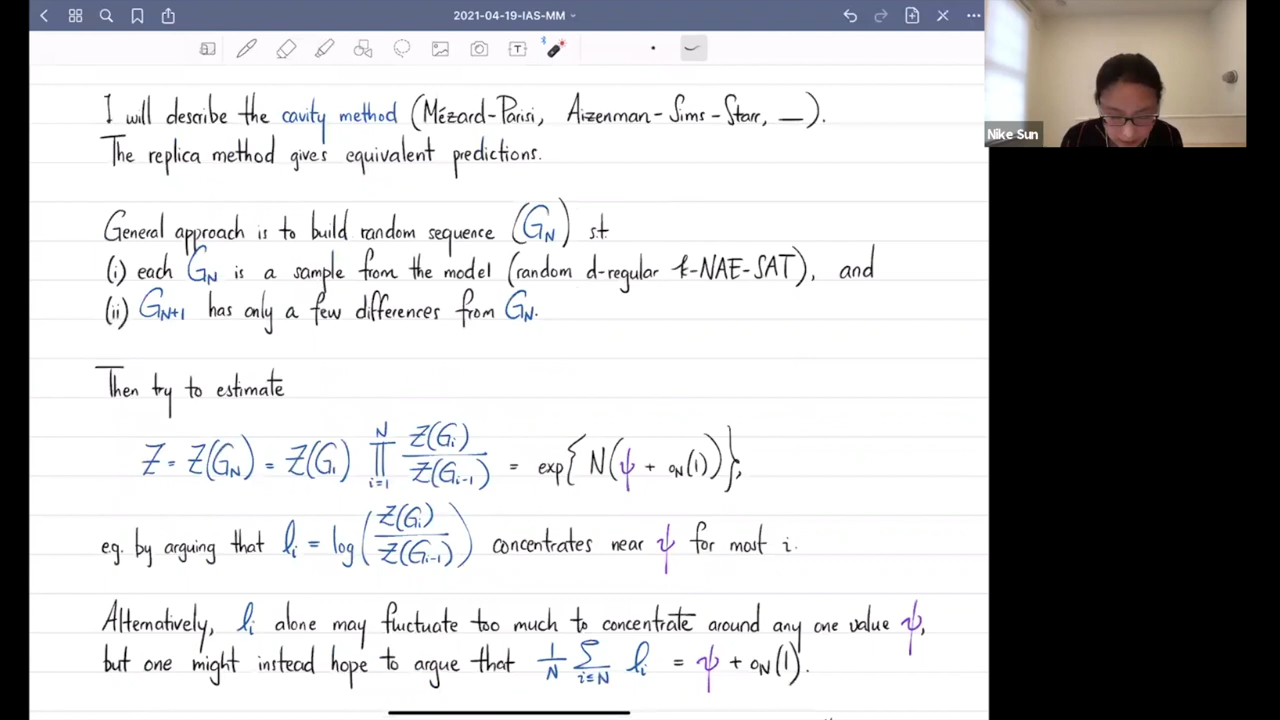 2021-04-19-IAS-MM
I will describe the cavity method (Mézard-Parisi, Aizenman-Sims-Starr, __).
The replica method gives equivalent predictions.
General approach is to build random sequence (G_N) st.
(i) each G_N is a sample from the model (random d-regular k-NAE-SAT), and
(ii) G_{N+1} has only a few differences from G_N.
Then try to estimate
Z = Z(G_N) = Z(G_1) ∏_{i=1}^{N} Z(G_i)/Z(G_{i-1}) = exp{N(ψ + o_N(1))},
eg. by arguing that l_i = log(Z(G_i)/Z(G_{i-1})) concentrates near ψ for most i.
Alternatively, l_i alone may fluctuate too much to concentrate around any one value ψ,
but one might instead hope to argue that 1/N ∑_{i≤N} l_i = ψ + o_N(1).
Nike Sun